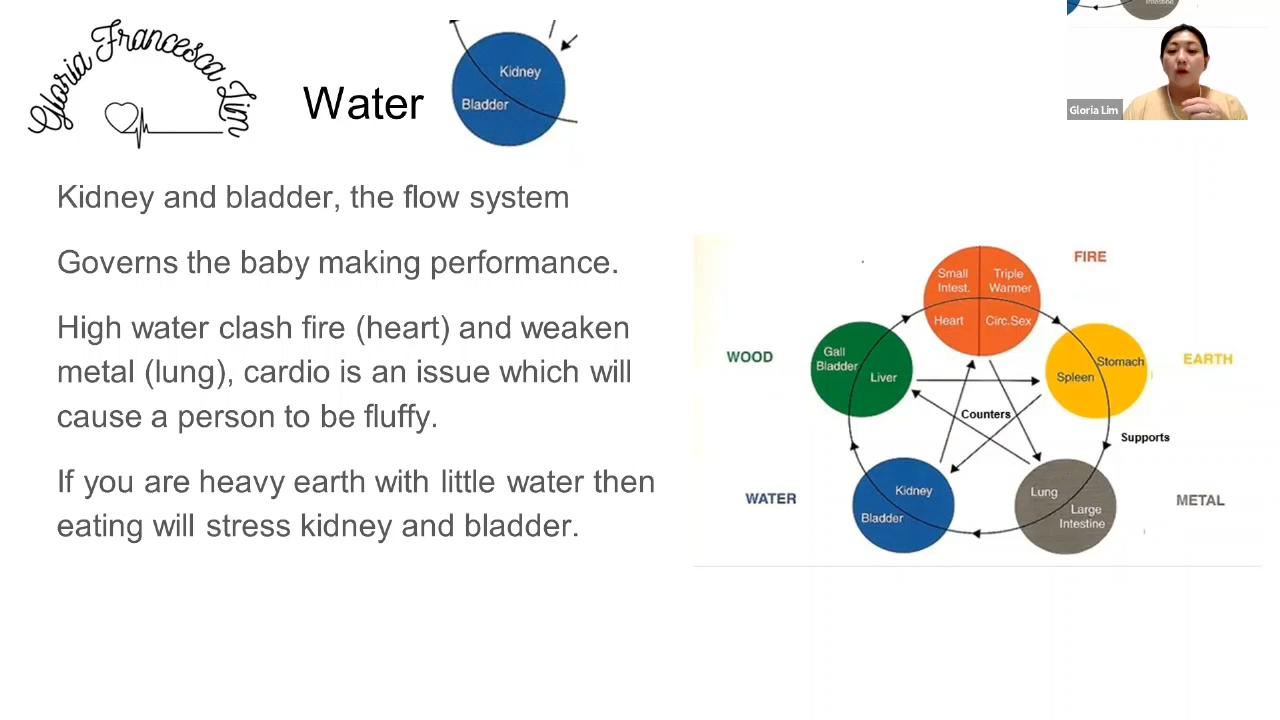 Gloria Francesca Lim
Water
Kidney
Bladder
Intestine
Gloria Lim
Kidney and bladder, the flow system
Governs the baby making performance.
High water clash fire (heart) and weaken
metal (lung), cardio is an issue which will
cause a person to be fluffy.
If you are heavy earth with little water then
eating will stress kidney and bladder.
FIRE
Small
Intest.
Triple
Warmer
Heart
Circ.Sex
WOOD
Gall
Bladder
Liver
Stomach
Spleen
EARTH
Counters
Supports
WATER
Kidney
Bladder
Lung
Large
Intestine
METAL